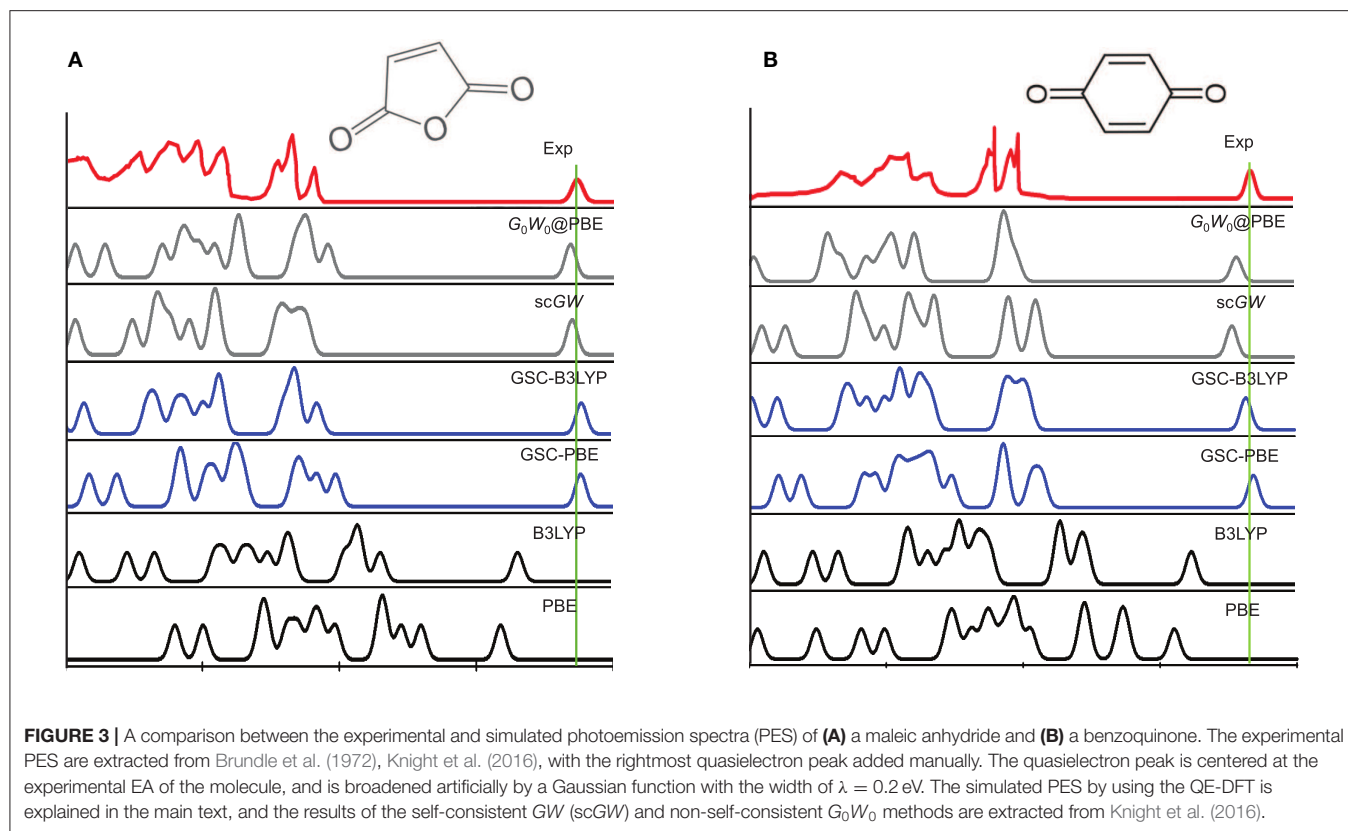 A
O
O
O
Exp
G0W0@PBE
scGW
GSC-B3LYP
GSC-PBE
B3LYP
PBE
B
O
O
Exp
G0W0@PBE
scGW
GSC-B3LYP
GSC-PBE
B3LYP
PBE
FIGURE 3 | A comparison between the experimental and simulated photoemission spectra (PES) of (A) a maleic anhydride and (B) a benzoquinone. The experimental
PES are extracted from Brundle et al. (1972), Knight et al. (2016), with the rightmost quasielectron peak added manually. The quasielectron peak is centered at the
experimental EA of the molecule, and is broadened artificially by a Gaussian function with the width of λ = 0.2 eV. The simulated PES by using the QE-DFT is
explained in the main text, and the results of the self-consistent GW (scGW) and non-self-consistent G0W0 methods are extracted from Knight et al. (2016).